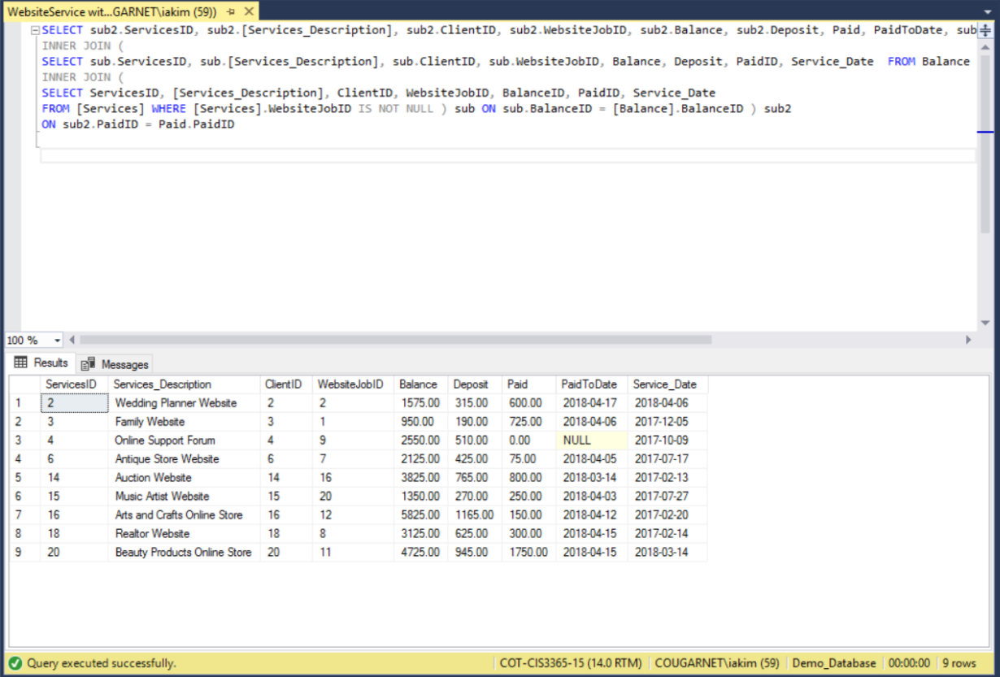 WebsiteService wit...GARNET\iakim (59))
SELECT sub2.ServicesID, sub2.[Services_Description], sub2.ClientID, sub2.WebsiteJobID, sub2.Balance, sub2.Deposit, Paid, PaidToDate, sub
INNER JOIN (
SELECT sub.ServicesID, sub.[Services_Description], sub.ClientID, sub.WebsiteJobID, Balance, Deposit, PaidID, Service_Date  FROM Balance
INNER JOIN (
SELECT ServicesID, [Services_Description], ClientID, WebsiteJobID, BalanceID, PaidID, Service_Date
FROM [Services] WHERE [Services].WebsiteJobID IS NOT NULL ) sub ON sub.BalanceID = [Balance].BalanceID ) sub2
ON sub2.PaidID = Paid.PaidID
100 %
Results Messages
ServicesID Services_Description ClientID WebsiteJobID Balance Deposit Paid PaidToDate Service_Date
1 2 Wedding Planner Website 2 2 1575.00 315.00 600.00 2018-04-17 2018-04-06
2 3 Family Website 3 1 950.00 190.00 725.00 2018-04-06 2017-12-05
3 4 Online Support Forum 4 9 2550.00 510.00 0.00 NULL 2017-10-09
4 6 Antique Store Website 6 7 2125.00 425.00 75.00 2018-04-05 2017-07-17
5 14 Auction Website 14 16 3825.00 765.00 800.00 2018-03-14 2017-02-13
6 15 Music Artist Website 15 20 1350.00 270.00 250.00 2018-04-03 2017-07-27
7 16 Arts and Crafts Online Store 16 12 5825.00 1165.00 150.00 2018-04-12 2017-02-20
8 18 Realtor Website 18 8 3125.00 625.00 300.00 2018-04-15 2017-02-14
9 20 Beauty Products Online Store 20 11 4725.00 945.00 1750.00 2018-04-15 2018-03-14
Query executed successfully. COT-CIS3365-15 (14.0 RTM) COUGARNET\iakim (59) Demo_Database 00:00:00 9 rows